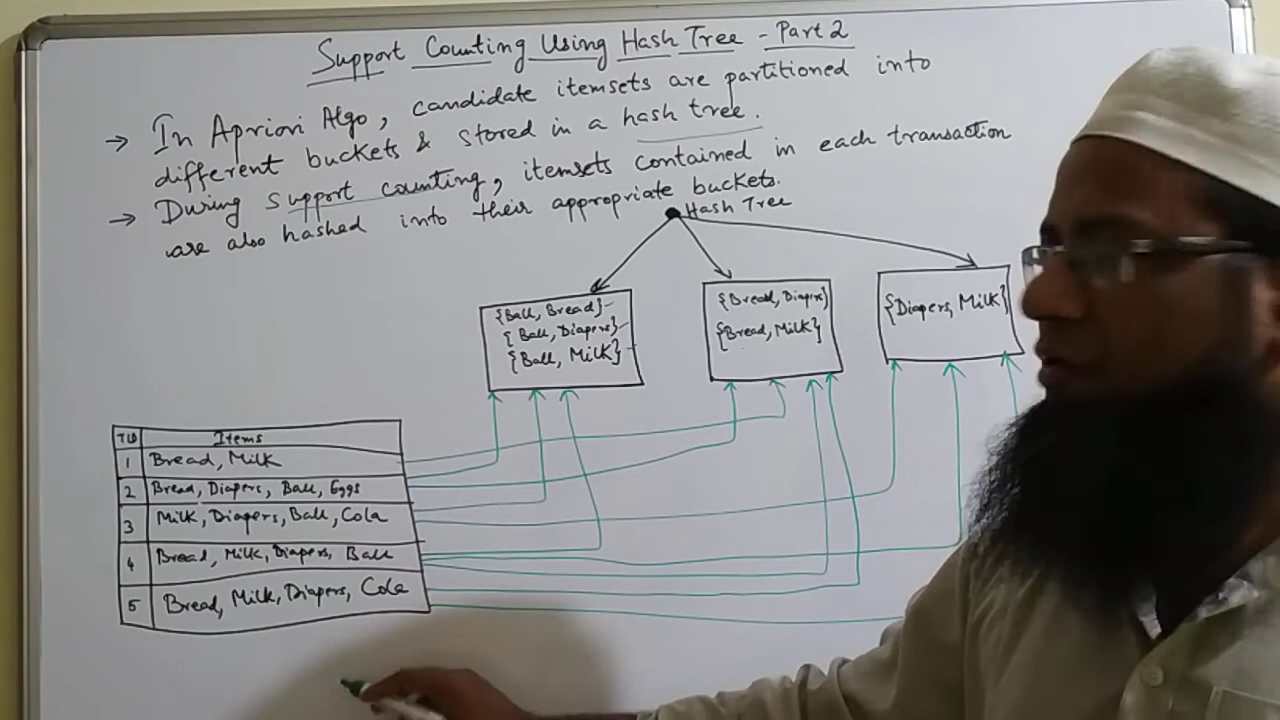 Support Counting Using Hash Tree - Part 2
→ In Apriori Algo, candidate itemsets are partitioned into
different buckets & stored in a hash tree.
→ During support counting, itemsets contained in each transaction
are also hashed into their appropriate buckets.
Hash Tree
{Ball, Bread}
{Ball, Diapers}
{Ball, Milk}
{Bread, Diapers}
{Bread, Milk}
{Diapers, Milk}
TID Items
1 Bread, Milk
2 Bread, Diapers, Ball, Eggs
3 Milk, Diapers, Ball, Cola
4 Bread, Milk, Diapers, Ball
5 Bread, Milk, Diapers, Cola